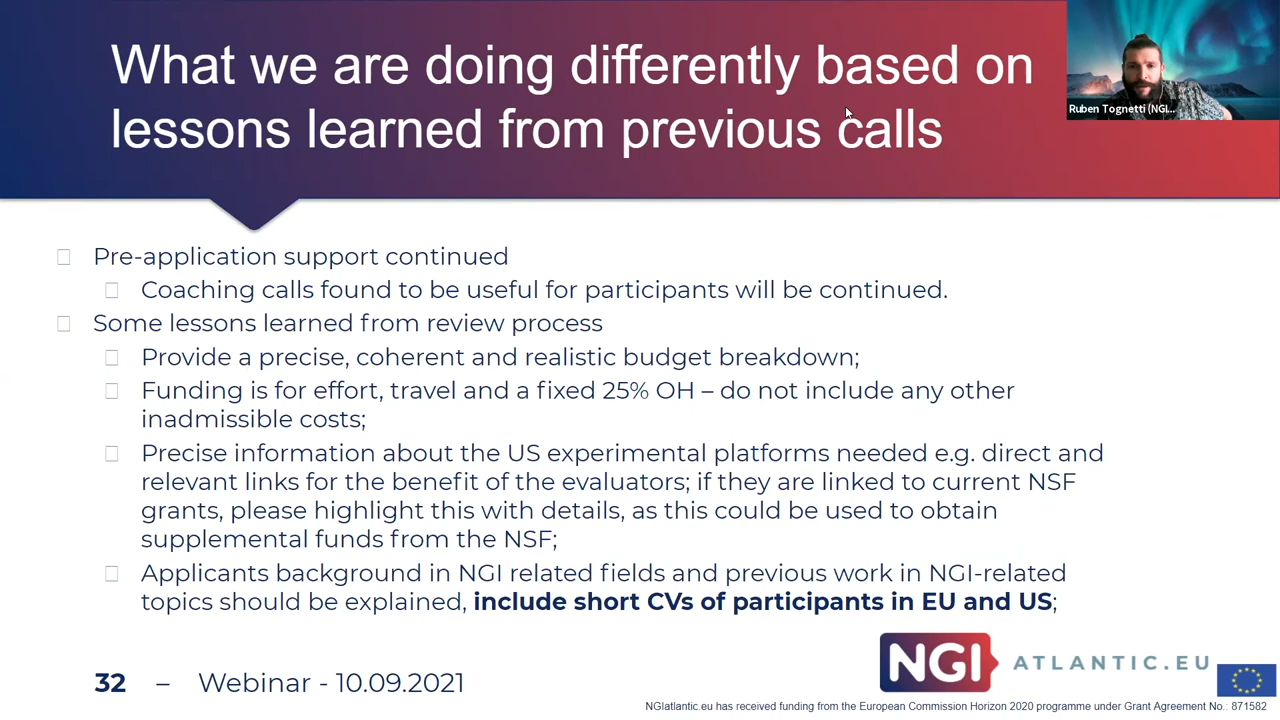 What we are doing differently based on
lessons learned from previous calls
Ruben Tognetti (NGI...
Pre-application support continued
Coaching calls found to be useful for participants will be continued.
Some lessons learned from review process
Provide a precise, coherent and realistic budget breakdown;
Funding is for effort, travel and a fixed 25% OH – do not include any other
inadmissible costs;
Precise information about the US experimental platforms needed e.g. direct and
relevant links for the benefit of the evaluators; if they are linked to current NSF
grants, please highlight this with details, as this could be used to obtain
supplemental funds from the NSF;
Applicants background in NGI related fields and previous work in NGI-related
topics should be explained, include short CVs of participants in EU and US;
32 – Webinar - 10.09.2021
NGI ATLANTIC.EU
NGIatlantic.eu has received funding from the European Commission Horizon 2020 programme under Grant Agreement No.: 871582